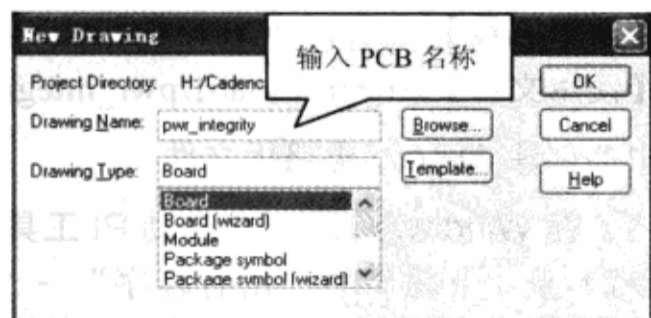 New Drawing
输入 PCB 名称
Project Directory: H:/Cadenc
OK
Drawing Name: pwr_integrity
Browse...
Cancel
Drawing Type: Board
Template...
Help
Board
Board (wizard)
Module
Package symbol
Package symbol (wizard)